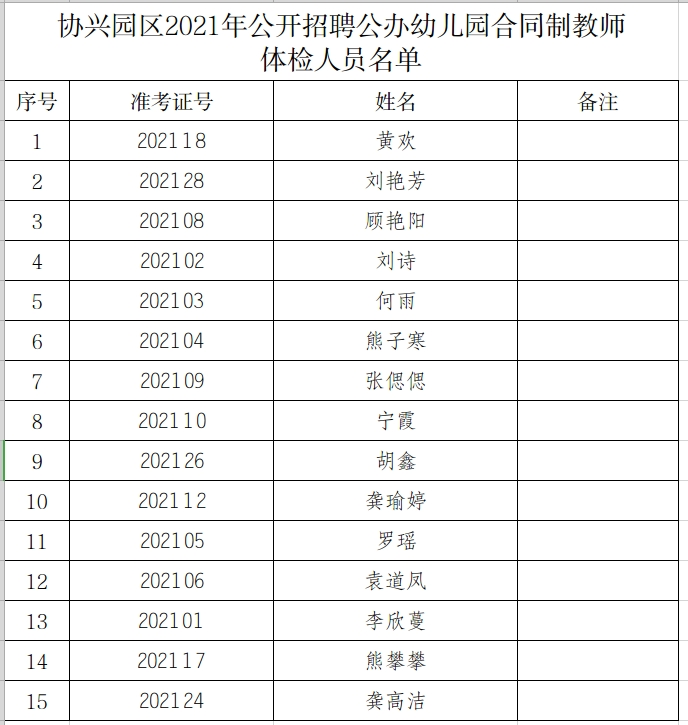 协兴园区2021年公开招聘公办幼儿园合同制教师
体检人员名单
序号 准考证号 姓名 备注
1 202118 黄欢
2 202128 刘艳芳
3 202108 顾艳阳
4 202102 刘诗
5 202103 何雨
6 202104 熊子寒
7 202109 张偲偲
8 202110 宁霞
9 202126 胡鑫
10 202112 龚瑜婷
11 202105 罗瑶
12 202106 袁道凤
13 202101 李欣蔓
14 202117 熊攀攀
15 202124 龚高洁